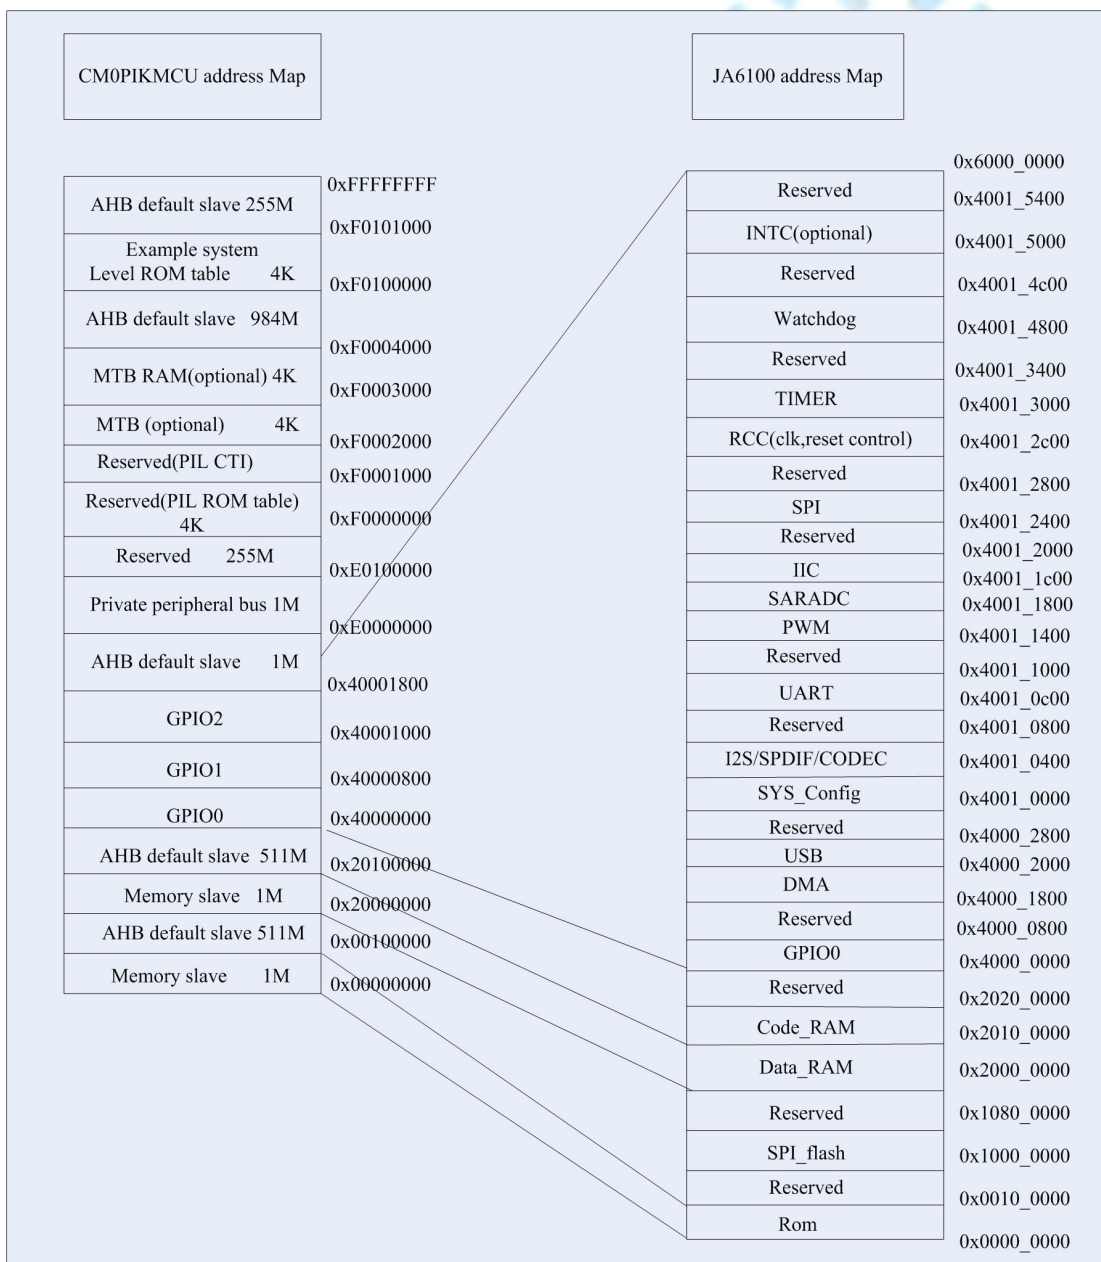 CM0PIKMCU address Map
JA6100 address Map
0xFFFFFFFF
AHB default slave 255M
0xF0101000
Example system
Level ROM table 4K
0xF0100000
AHB default slave 984M
0xF0004000
MTB RAM(optional) 4K
0xF0003000
MTB (optional) 4K
0xF0002000
Reserved(PIL CTI)
0xF0001000
Reserved(PIL ROM table)
4K
0xF0000000
Reserved 255M
0xE0100000
Private peripheral bus 1M
0xE0000000
AHB default slave 1M
0x40001800
GPIO2
0x40001000
GPIO1
0x40000800
GPIO0
0x40000000
AHB default slave 511M
0x20100000
Memory slave 1M
0x20000000
AHB default slave 511M
0x00100000
Memory slave 1M
0x00000000
0x6000_0000
Reserved
0x4001_5400
INTC(optional)
0x4001_5000
Reserved
0x4001_4c00
Watchdog
0x4001_4800
Reserved
0x4001_3400
TIMER
0x4001_3000
RCC(clk,reset control)
0x4001_2c00
Reserved
0x4001_2800
SPI
0x4001_2400
Reserved
0x4001_2000
IIC
0x4001_1c00
SARADC
0x4001_1800
PWM
0x4001_1400
Reserved
0x4001_1000
UART
0x4001_0c00
Reserved
0x4001_0800
I2S/SPDIF/CODEC
0x4001_0400
SYS_Config
0x4001_0000
Reserved
0x4000_2800
USB
0x4000_2000
DMA
0x4000_1800
Reserved
0x4000_0800
GPIO0
0x4000_0000
Reserved
0x2020_0000
Code_RAM
0x2010_0000
Data_RAM
0x2000_0000
Reserved
0x1080_0000
SPI_flash
0x1000_0000
Reserved
0x0010_0000
Rom
0x0000_0000